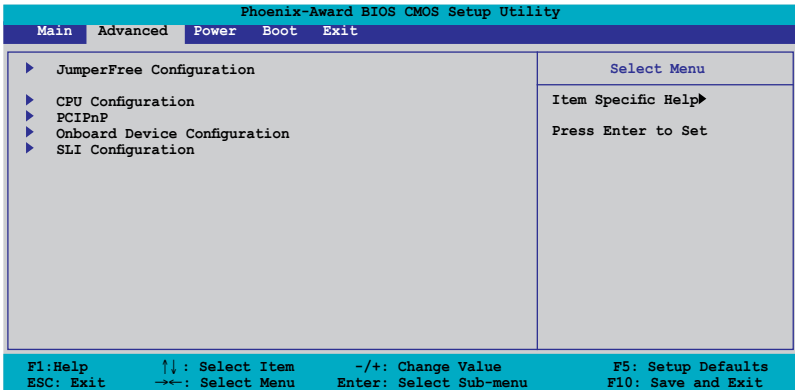 Phoenix-Award BIOS CMOS Setup Utility
Main Advanced Power Boot Exit
JumperFree Configuration
CPU Configuration
PCIPnP
Onboard Device Configuration
SLI Configuration
Select Menu
Item Specific Help
Press Enter to Set
F1:Help ↑↓ : Select Item -/+: Change Value F5: Setup Defaults
ESC: Exit →←: Select Menu Enter: Select Sub-menu F10: Save and Exit